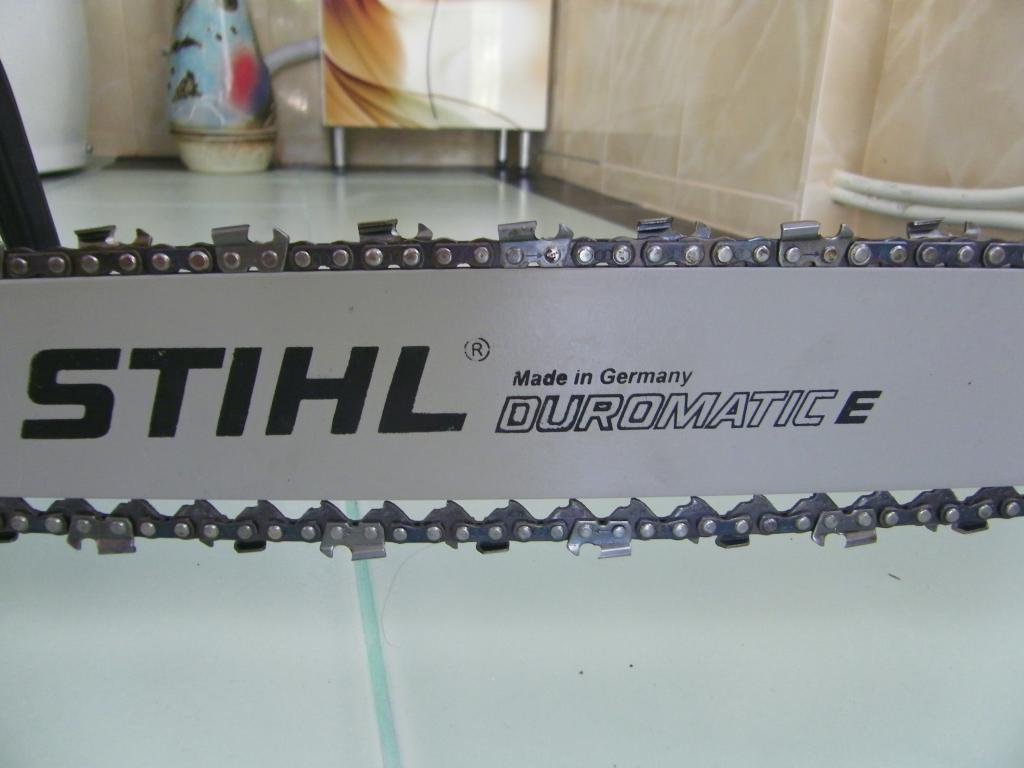 STIHL®
Made in Germany
DUROMATIC E